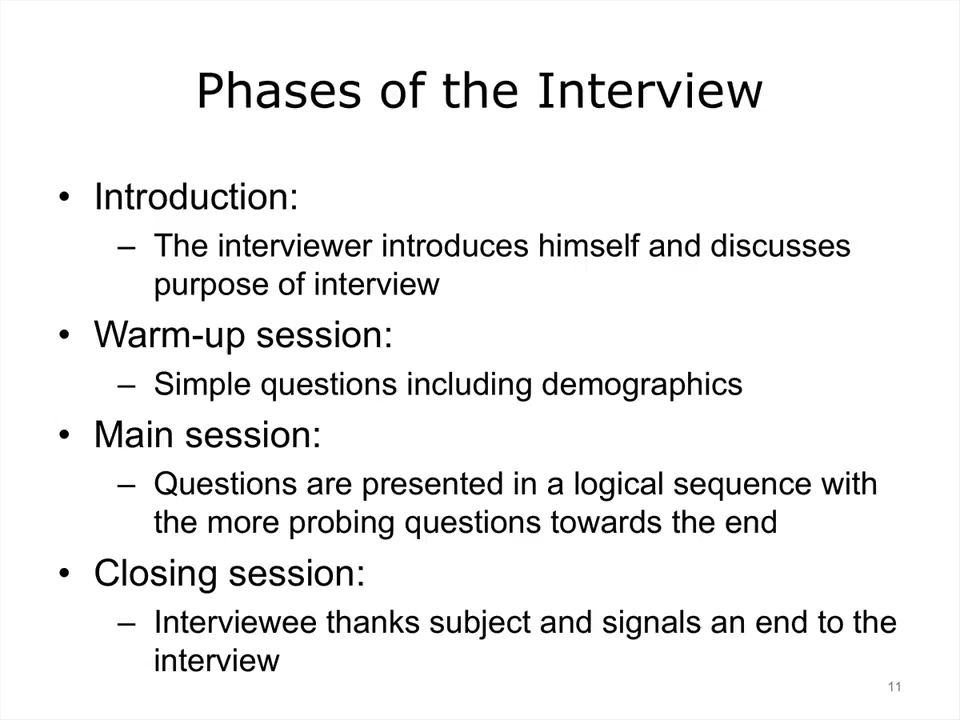 Phases of the Interview
• Introduction:
– The interviewer introduces himself and discusses
purpose of interview
• Warm-up session:
– Simple questions including demographics
• Main session:
– Questions are presented in a logical sequence with
the more probing questions towards the end
• Closing session:
– Interviewee thanks subject and signals an end to the
interview
11